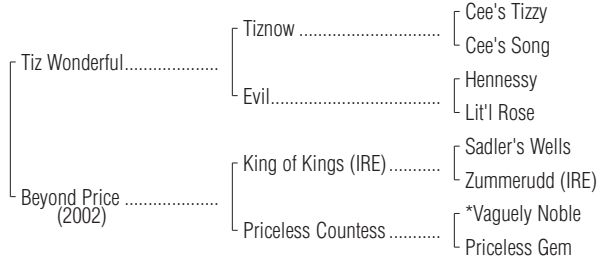 Cee's Tizzy
Tiznow ....................................
Cee's Song
Tiz Wonderful....................
Hennessy
Evil...........................................
Lit'l Rose
Sadler's Wells
King of Kings (IRE)...........
Zummerudd (IRE)
Beyond Price ....................
(2002)
*Vaguely Noble
Priceless Countess ...........
Priceless Gem